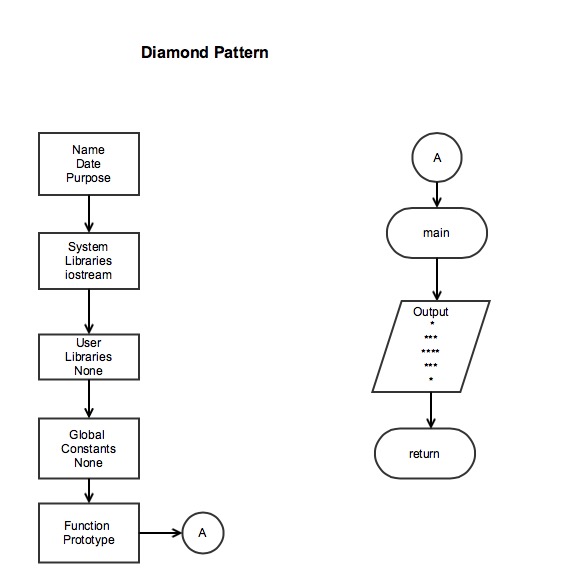 Diamond Pattern
Name
Date
Purpose
System
Libraries
iostream
User
Libraries
None
Global
Constants
None
Function
Prototype
A
A
main
Output
*
***
****
***
*
return